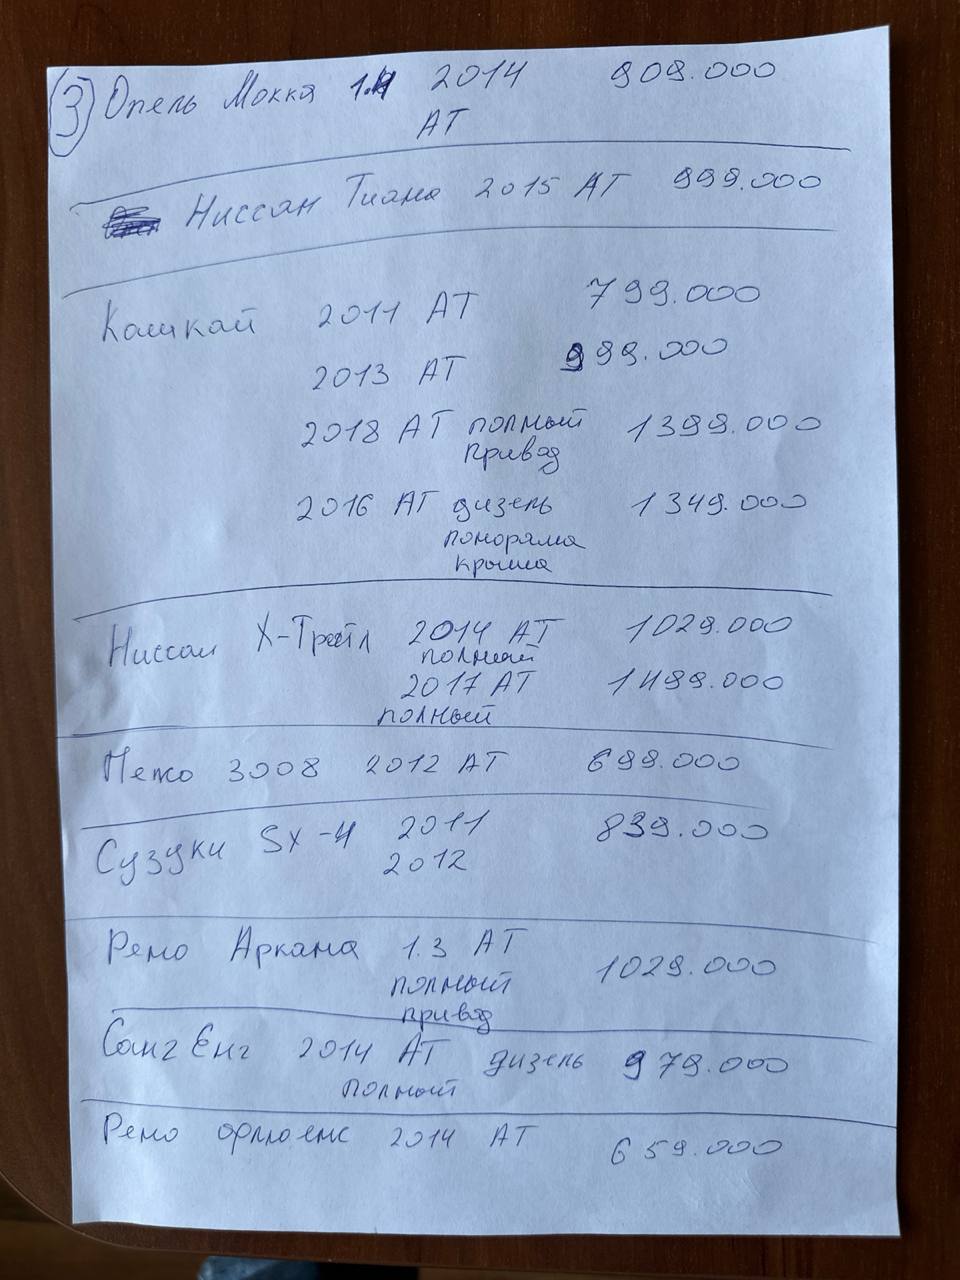 3 Опель Мокка 1.4 2014 909.000
АТ
Ниссан Тиана 2015 АТ 999.000
Кашкай 2011 АТ 799.000
2013 АТ 999.000
2018 АТ полный 1399.000
привод
2016 АТ дизель 1349.000
понорама
крыша
Ниссан Х-Трейл 2014 АТ 1029.000
полный
2017 АТ 1499.000
полный
Пежо 3008 2012 АТ 699.000
Сузуки SX-4 2011 839.000
2012
Рено Аркана 1.3 АТ 1029.000
полный
привод
Санг Енг 2014 АТ дизель 979.000
полный
Рено флюенс 2014 АТ 659.000